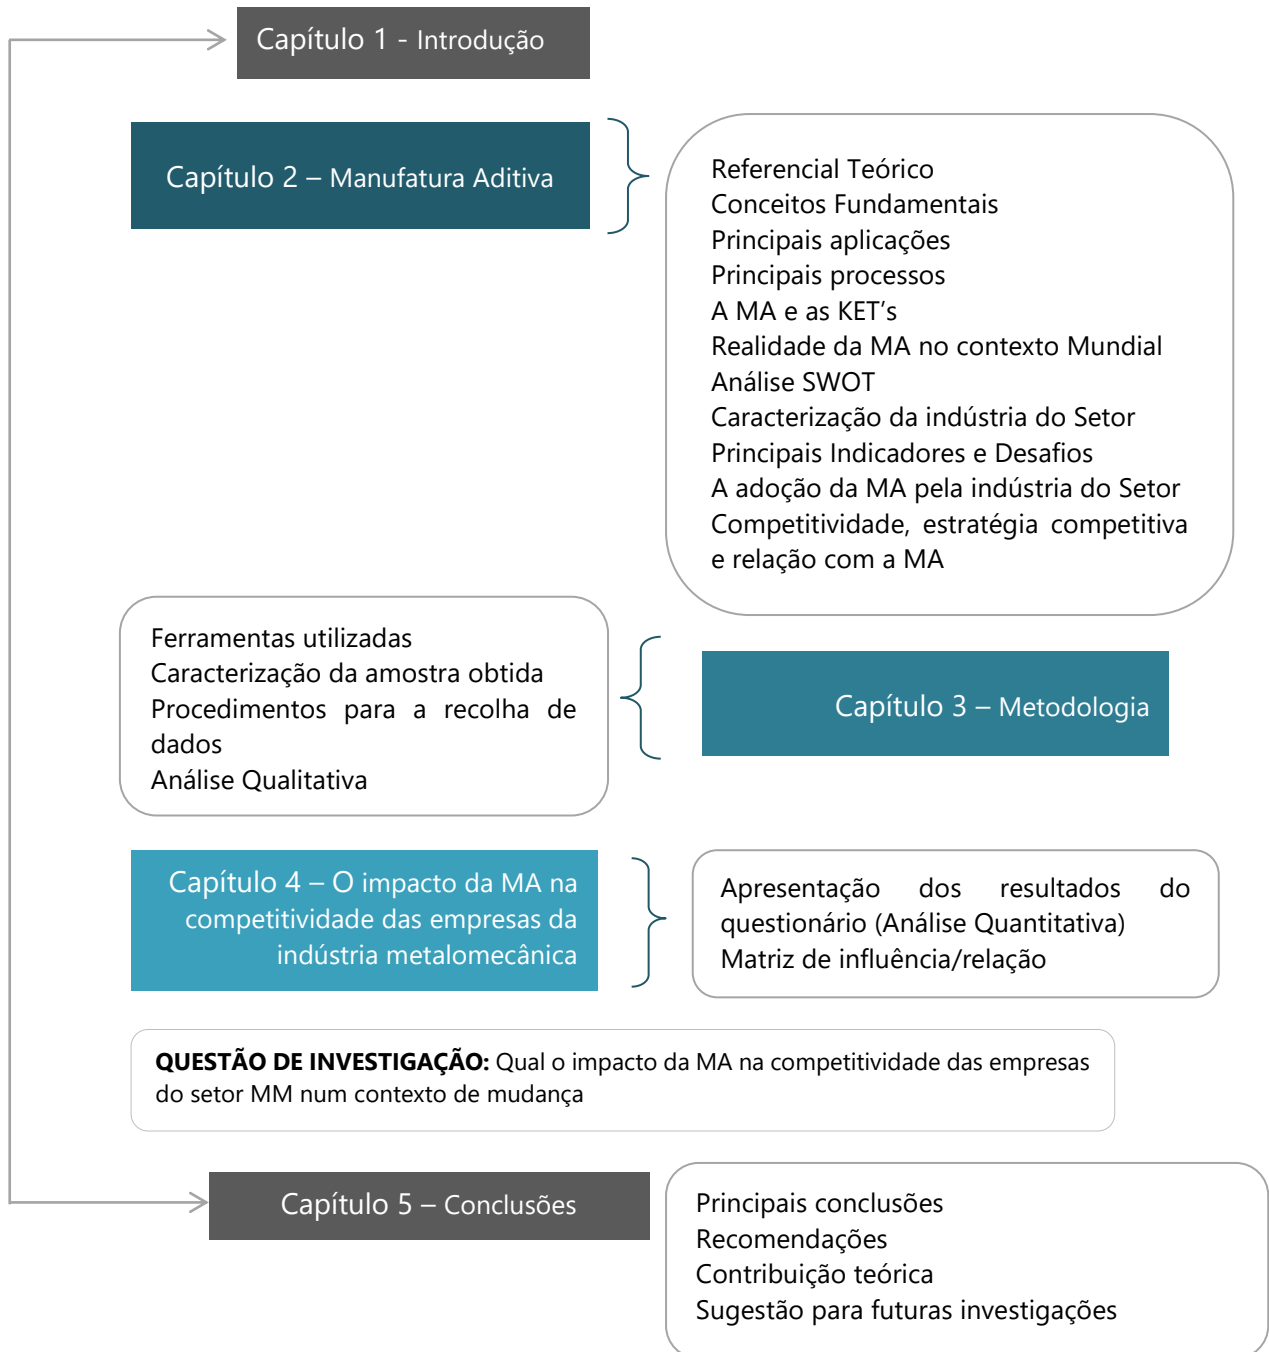 Capítulo 1 - Introdução
Capítulo 2 – Manufatura Aditiva
Referencial Teórico
Conceitos Fundamentais
Principais aplicações
Principais processos
A MA e as KET’s
Realidade da MA no contexto Mundial
Análise SWOT
Caracterização da indústria do Setor
Principais Indicadores e Desafios
A adoção da MA pela indústria do Setor
Competitividade, estratégia competitiva
e relação com a MA
Ferramentas utilizadas
Caracterização da amostra obtida
Procedimentos para a recolha de
dados
Análise Qualitativa
Capítulo 3 – Metodologia
Capítulo 4 – O impacto da MA na
competitividade das empresas da
indústria metalomecânica
Apresentação dos resultados do
questionário (Análise Quantitativa)
Matriz de influência/relação
QUESTÃO DE INVESTIGAÇÃO: Qual o impacto da MA na competitividade das empresas
do setor MM num contexto de mudança
Capítulo 5 – Conclusões
Principais conclusões
Recomendações
Contribuição teórica
Sugestão para futuras investigações